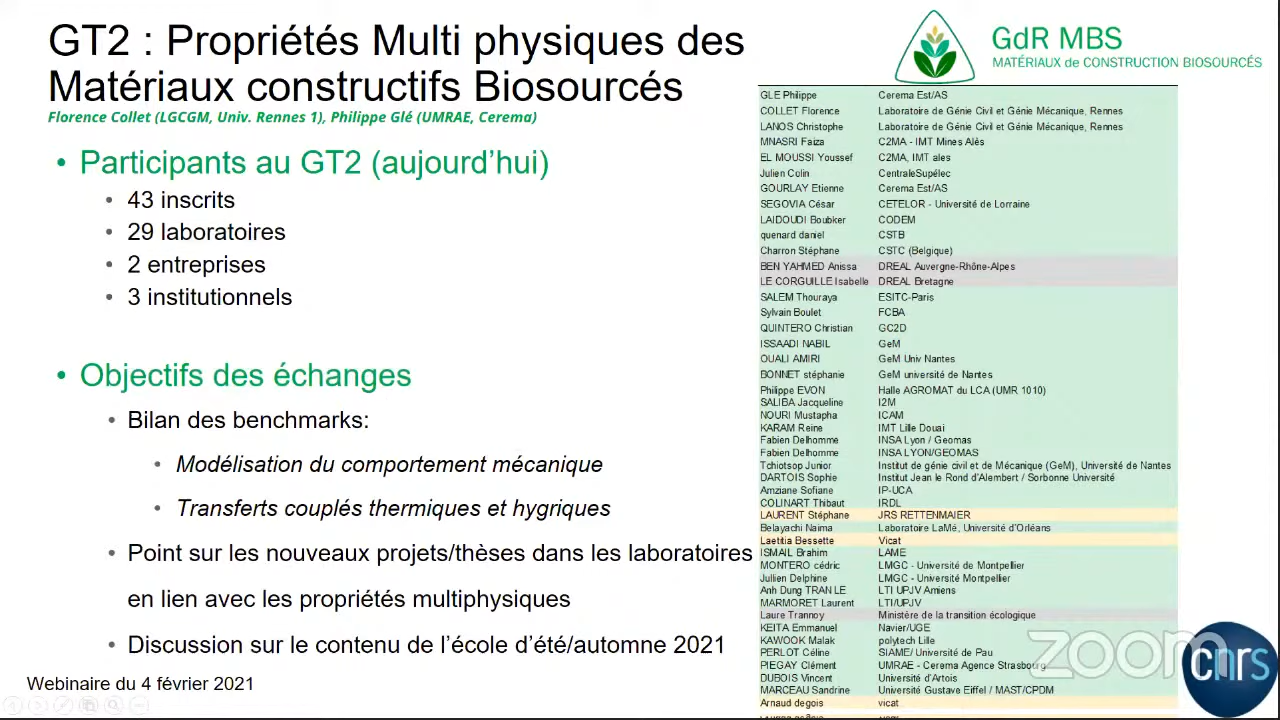 GT2 : Propriétés Multi physiques des
Matériaux constructifs Biosourcés
Florence Collet (LGCGM, Univ. Rennes 1), Philippe Glé (UMRAE, Cerema)
GdR MBS
MATÉRIAUX de CONSTRUCTION BIOSOURCÉS
• Participants au GT2 (aujourd’hui)
• 43 inscrits
• 29 laboratoires
• 2 entreprises
• 3 institutionnels
• Objectifs des échanges
• Bilan des benchmarks:
• Modélisation du comportement mécanique
• Transferts couplés thermiques et hygriques
• Point sur les nouveaux projets/thèses dans les laboratoires
en lien avec les propriétés multiphysiques
• Discussion sur le contenu de l’école d’été/automne 2021
Webinaire du 4 février 2021
GLE Philippe Cerema Est/AS
COLLET Florence Laboratoire de Génie Civil et Génie Mécanique, Rennes
LANOS Christophe Laboratoire de Génie Civil et Génie Mécanique, Rennes
MNASRI Faiza C2MA - IMT Mines Alès
EL MOUSSI Youssef C2MA, IMT ales
Julien Colin CentraleSupélec
GOURLAY Etienne Cerema Est/AS
SEGOVIA César CETELOR - Université de Lorraine
LAIDOUDI Boubker CODEM
quenard daniel CSTB
Charron Stéphane CSTC (Belgique)
BEN YAHMED Anissa DREAL Auvergne-Rhône-Alpes
LE CORGUILLE Isabelle DREAL Bretagne
SALEM Thouraya ESITC-Paris
Sylvain Boulet FCBA
QUINTERO Christian GC2D
ISSAADI NABIL GeM
OUALI AMIRI GeM Univ Nantes
BONNET stéphanie GeM université de Nantes
Philippe EVON Halle AGROMAT du LCA (UMR 1010)
SALIBA Jacqueline I2M
NOURI Mustapha ICAM
KARAM Reine IMT Lille Douai
Fabien Delhomme INSA Lyon / Geomas
Fabien Delhomme INSA LYON/GEOMAS
Tchiotsop Junior Institut de génie civil et de Mécanique (GeM), Université de Nantes
DARTOIS Sophie Institut Jean le Rond d'Alembert / Sorbonne Université
Amziane Sofiane IP-UCA
COLINART Thibaut IRDL
LAURENT Stéphane JRS RETTENMAIER
Belayachi Naima Laboratoire LaMé, Université d'Orléans
Laetitia Bessette Vicat
ISMAIL Brahim LAME
MONTERO cédric LMGC - Université de Montpellier
Jullien Delphine LMGC - Université Montpellier
Anh Dung TRAN LE LTI UPJV Amiens
MARMORET Laurent LTI/UPJV
Laure Trannoy Ministère de la transition écologique
KEITA Emmanuel Navier/UGE
KAWOOK Malak polytech Lille
PERLOT Céline SIAME/ Université de Pau
PIEGAY Clément UMRAE - Cerema Agence Strasbourg
DUBOIS Vincent Université d'Artois
MARCEAU Sandrine Université Gustave Eiffel / MAST/CPDM
Arnaud degois vicat
zoom
cnrs